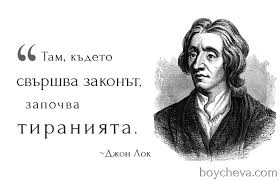 “ Там, където
свършва законът,
започва
тиранията.
~Джон Лок
boycheva.com